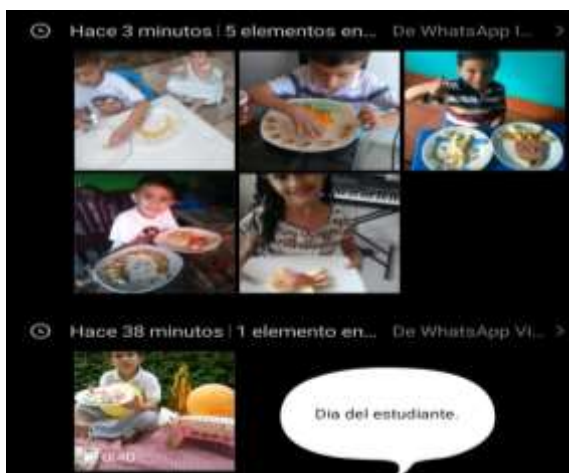 Hace 3 minutos | 5 elementos en... De WhatsApp I... >
Hace 38 minutos | 1 elemento en... De WhatsApp Vi... >
0:40
Dia del estudiante.